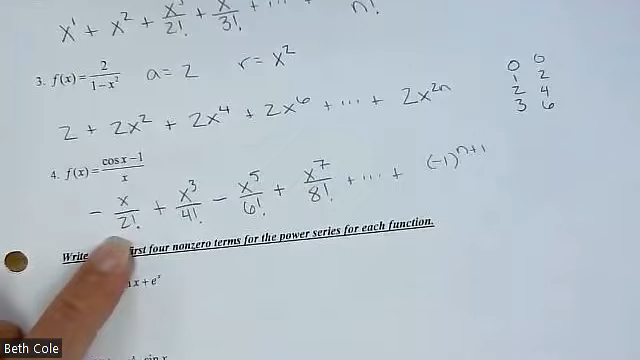 x¹ + x² + x³/2! + x/3! + ... n!
3. f(x) = 2/(1−x²) a = 2 r = x²
0 0
1 2
2 4
3 6
2 + 2x² + 2x⁴ + 2x⁶ + ... + 2x²ⁿ
4. f(x) = (cos x − 1)/x
− x/2! + x³/4! − x⁵/6! + x⁷/8! + ... + (−1)ⁿ⁺¹
Write first four nonzero terms for the power series for each function.
x + eˣ
sin x
Beth Cole